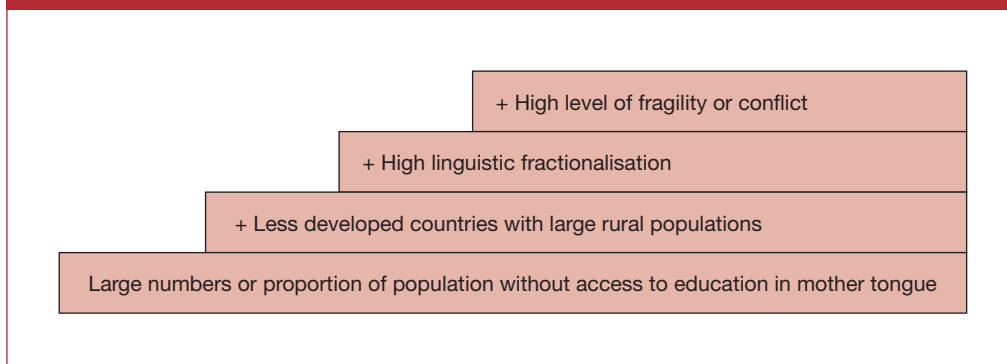 + High level of fragility or conflict
+ High linguistic fractionalisation
+ Less developed countries with large rural populations
Large numbers or proportion of population without access to education in mother tongue